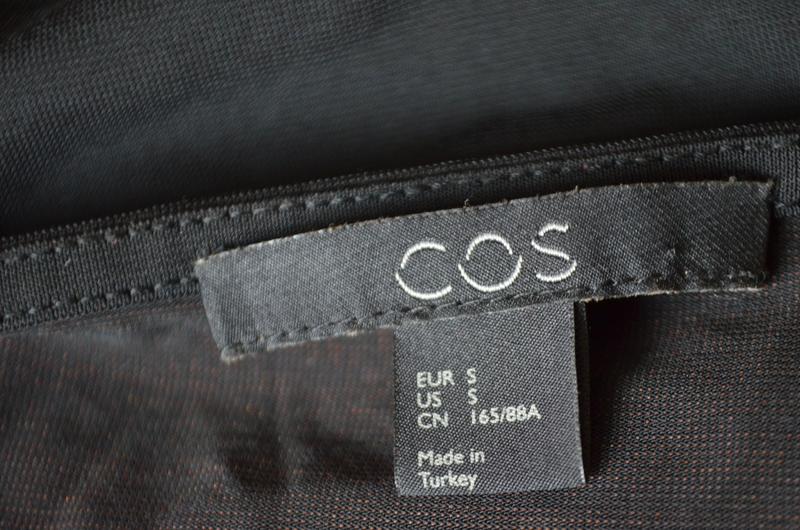 COS
EUR S
US S
CN 165/88A
Made in
Turkey